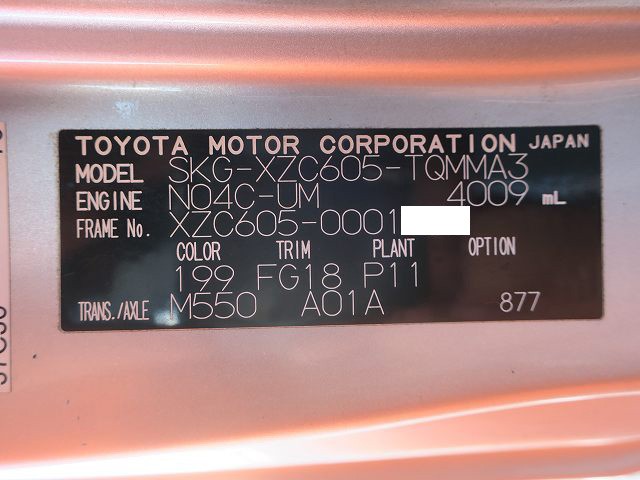 TOYOTA MOTOR CORPORATION JAPAN
MODEL SKG-XZC605-TQMMA3
ENGINE N04C-UM 4009 mL
FRAME No. XZC605-0001
COLOR TRIM PLANT OPTION
199 FG18 P11
TRANS./AXLE M550 A01A 877